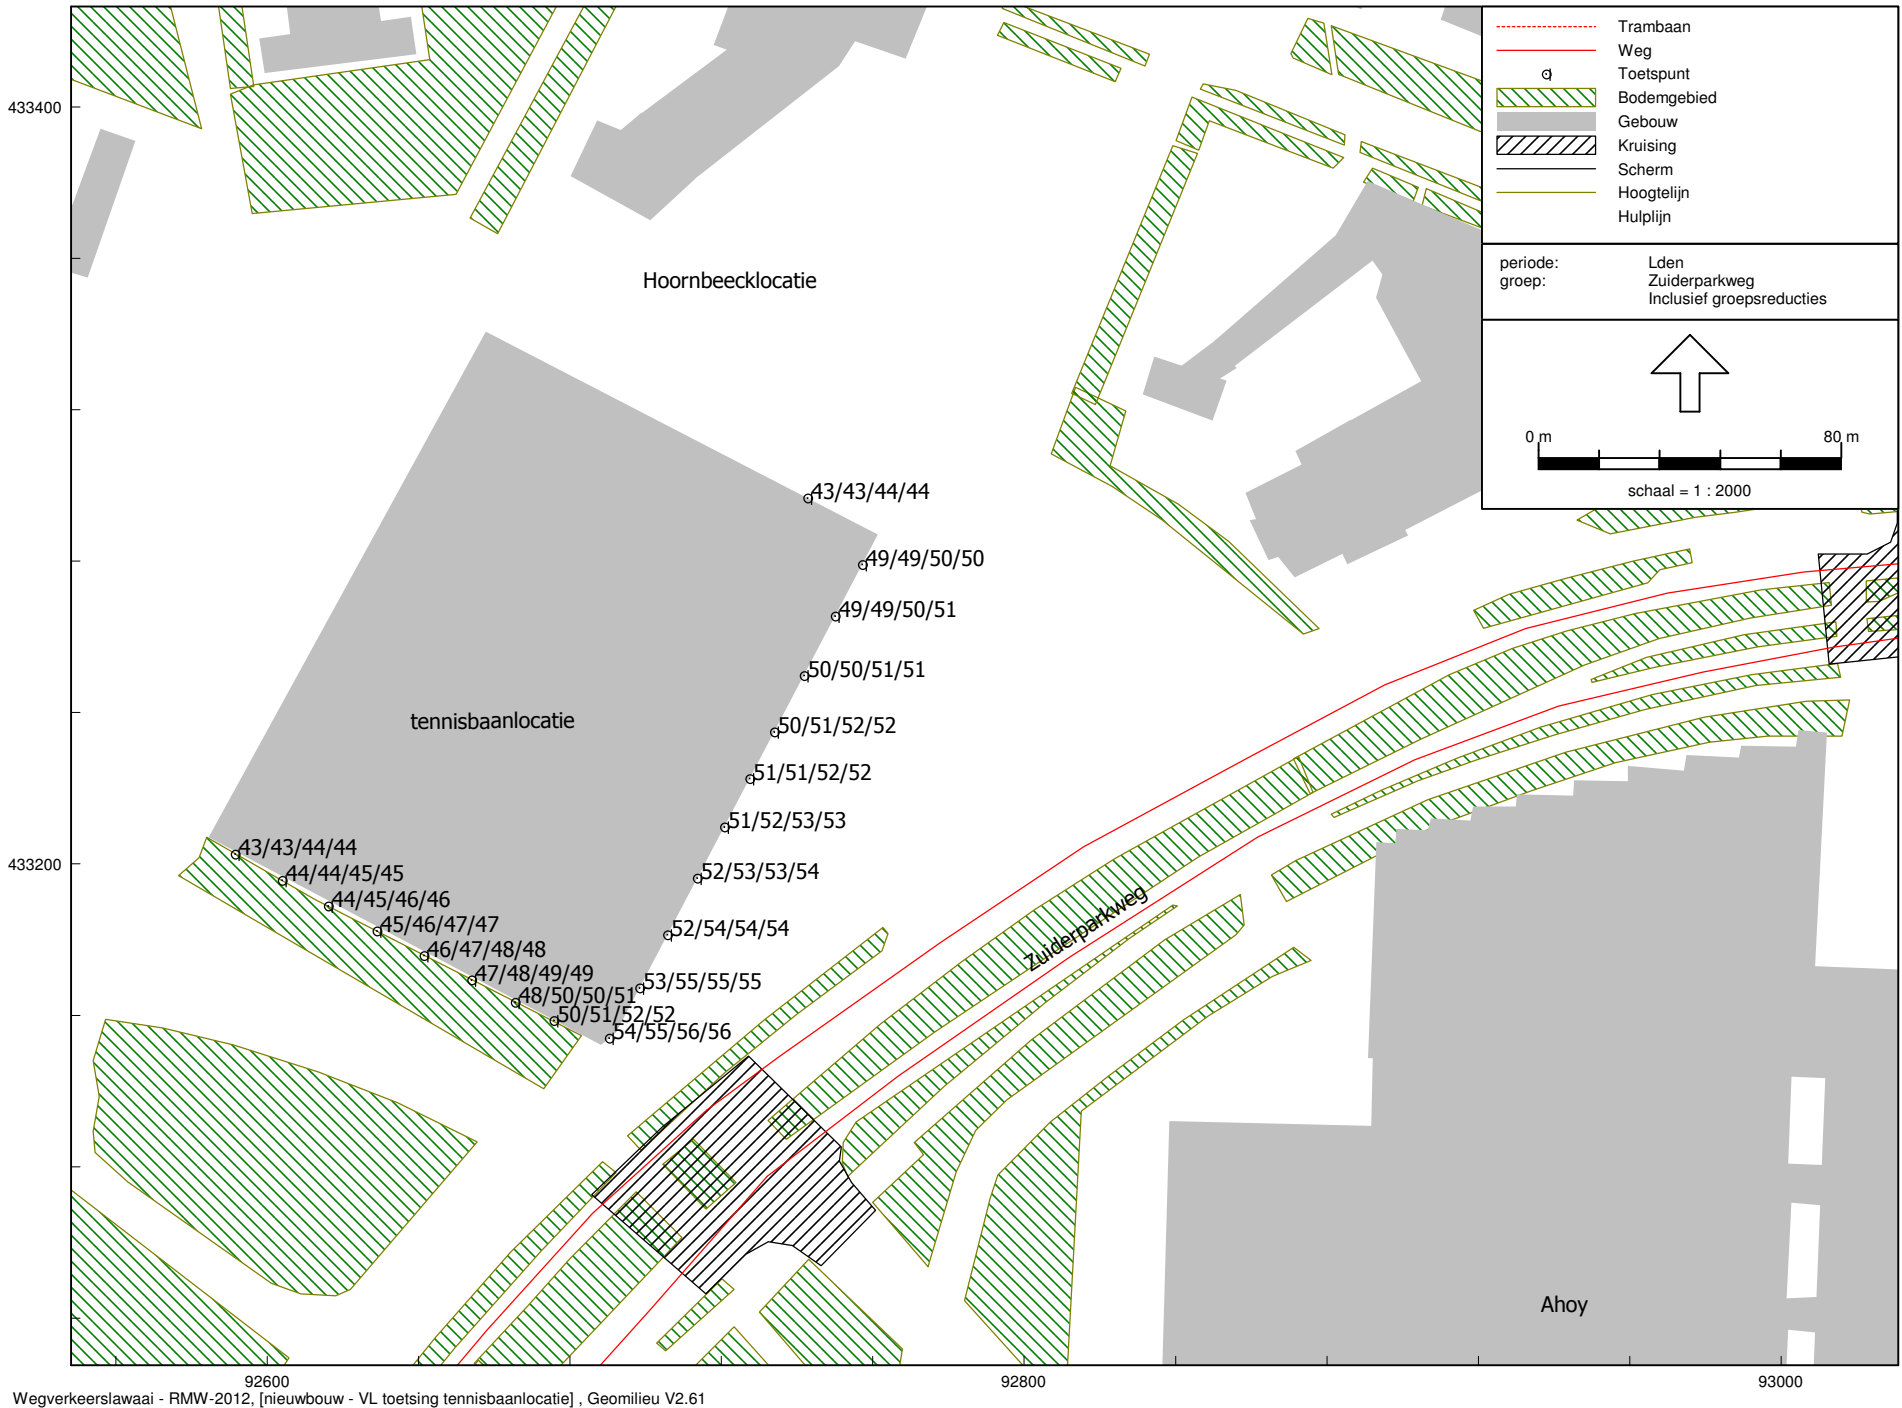 Trambaan
Weg
Toetspunt
Bodemgebied
Gebouw
Kruising
Scherm
Hoogtelijn
Hulplijn
periode: Lden
groep: Zuiderparkweg
Inclusief groepsreducties
0 m 80 m
schaal = 1 : 2000
433400
Hoornbeecklocatie
43/43/44/44
49/49/50/50
49/49/50/51
50/50/51/51
tennisbaanlocatie
50/51/52/52
51/51/52/52
51/52/53/53
433200
43/43/44/44
44/44/45/45
52/53/53/54
44/45/46/46
45/46/47/47
52/54/54/54
46/47/48/48
47/48/49/49
53/55/55/55
48/50/50/51
50/51/52/52
54/55/56/56
Zuiderparkweg
Ahoy
92600 92800 93000
Wegverkeerslawaai - RMW-2012, [nieuwbouw - VL toetsing tennisbaanlocatie] , Geomilieu V2.61